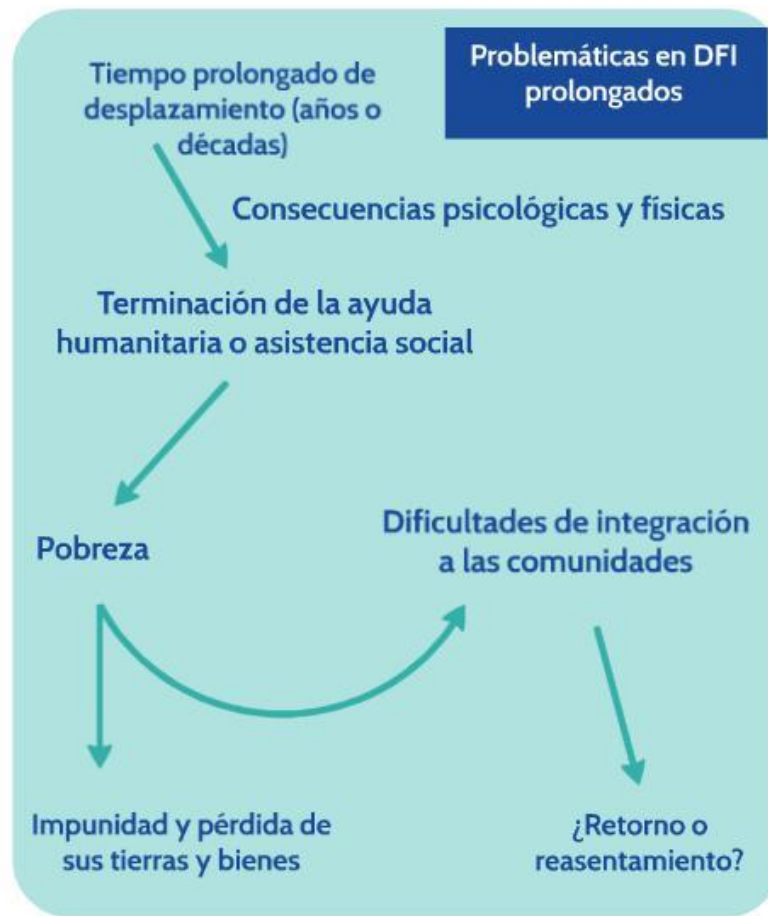 Problemáticas en DFI
prolongados
Tiempo prolongado de
desplazamiento (años o
décadas)
Consecuencias psicológicas y físicas
Terminación de la ayuda
humanitaria o asistencia social
Pobreza
Dificultades de integración
a las comunidades
Impunidad y pérdida de
sus tierras y bienes
¿Retorno o
reasentamiento?